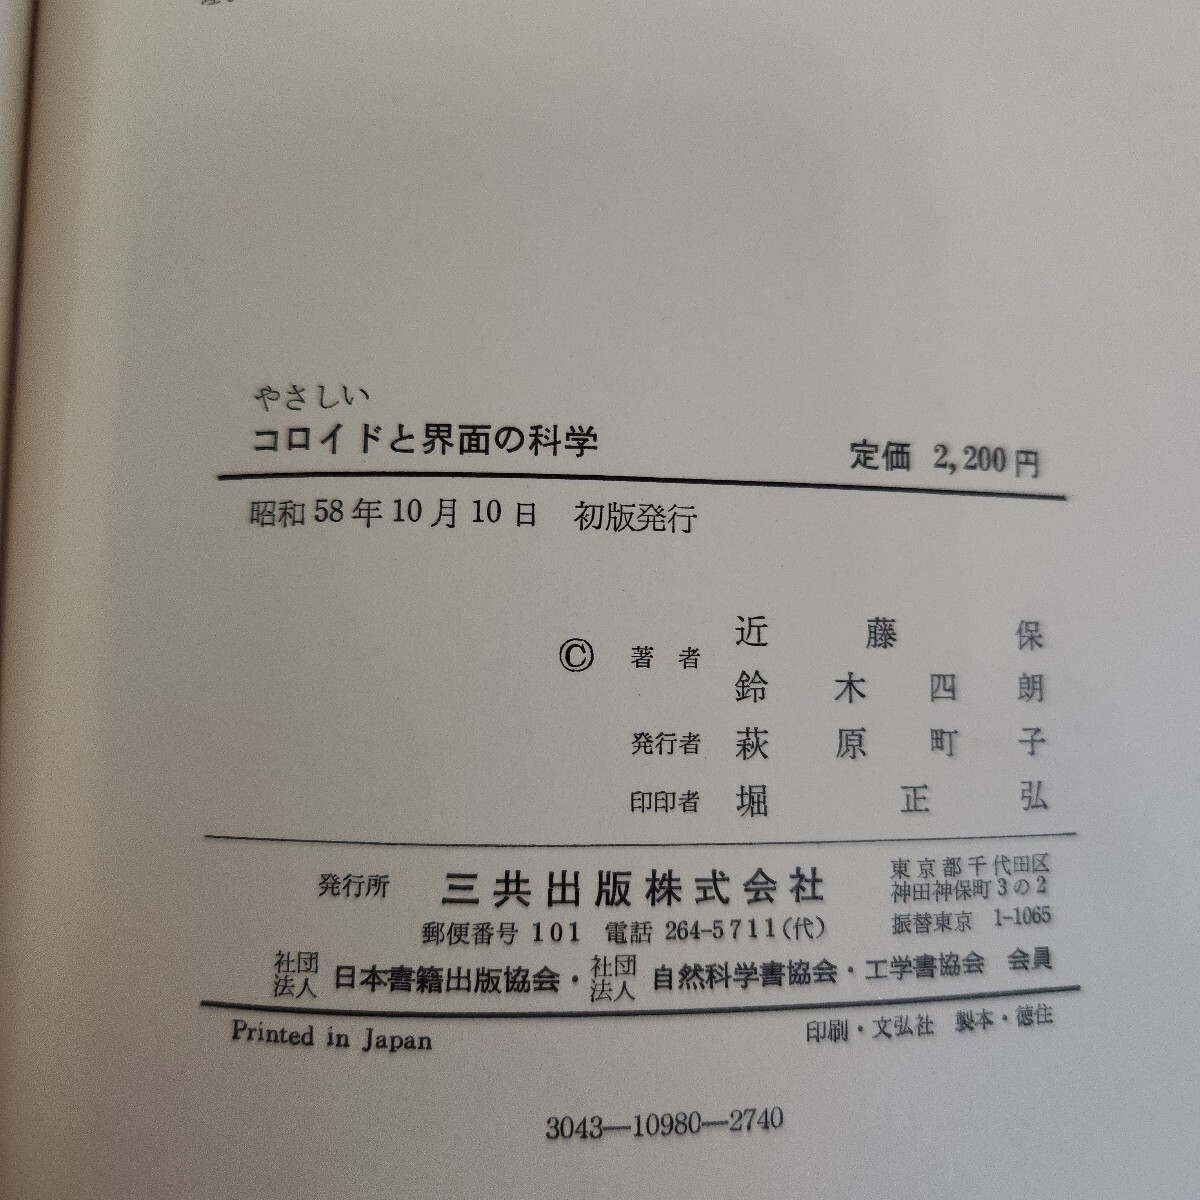 やさしい
コロイドと界面の科学 定価 2,200円
昭和58年10月10日 初版発行
Ⓒ 著者 近藤保
鈴木四朗
発行者 萩原町子
印印者 堀正弘
発行所 三共出版株式会社
東京都千代田区
神田神保町3の2
郵便番号 101 電話 264-5711(代)
振替東京 1-1065
社団法人 日本書籍出版協会・社団法人 自然科学書協会・工学書協会 会員
Printed in Japan 印刷・文弘社 製本・徳住
3043—10980—2740